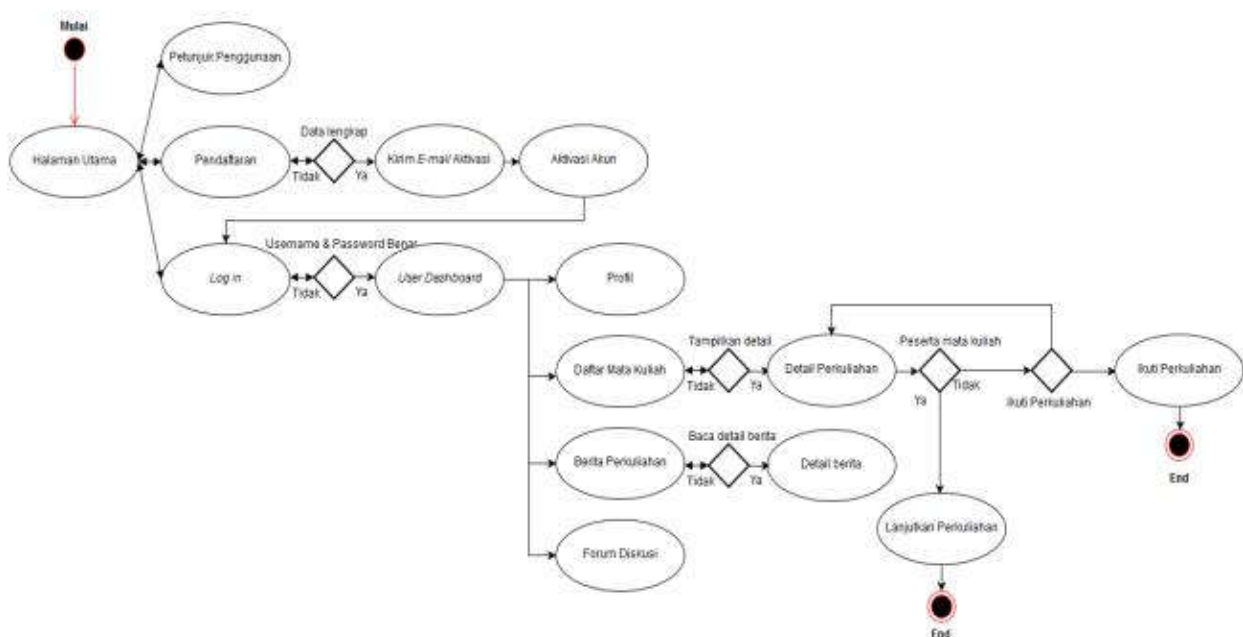 Mulai
Petunjuk Penggunaan
Data lengkap
Halaman Utama
Pendaftaran
Kirim E-mail Aktivasi
Aktivasi Akun
Tidak
Ya
Username & Password Benar
Log in
User Dashboard
Profil
Tidak
Ya
Tampilkan detail
Peserta mata kuliah
Daftar Mata Kuliah
Detail Perkuliahan
Ikuti Perkuliahan
Tidak
Ya
Ya
Tidak
Ikuti Perkuliahan
Baca detail berita
Berita Perkuliahan
Detail berita
Tidak
Ya
End
Lanjutkan Perkuliahan
Forum Diskusi
End